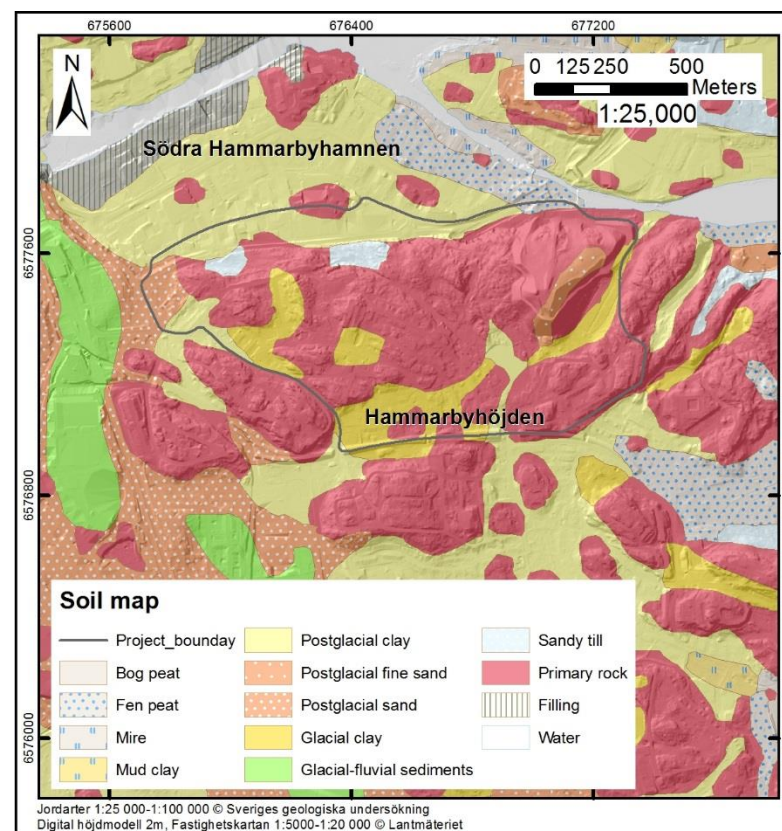 675600 676400 677200
N
0 125 250 500
Meters
1:25,000
Södra Hammarbyhamnen
6577600
Hammarbyhöjden
6576800
Soil map
Project_bounday
Bog peat
Fen peat
Mire
Mud clay
Postglacial clay
Postglacial fine sand
Postglacial sand
Glacial clay
Glacial-fluvial sediments
Sandy till
Primary rock
Filling
Water
6576000
Jordarter 1:25 000-1:100 000 © Sveriges geologiska undersökning
Digital höjdmodell 2m, Fastighetskartan 1:5000-1:20 000 © Lantmäteriet